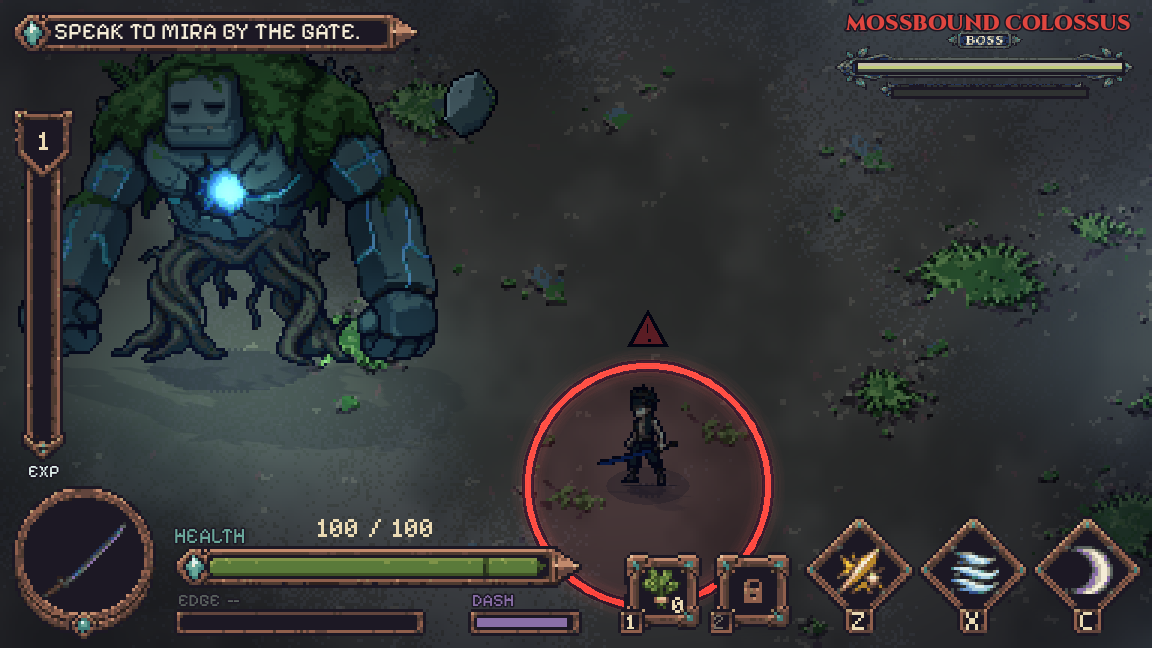 SPEAK TO MIRA BY THE GATE.
MOSSBOUND COLOSSUS
BOSS
1
EXP
HEALTH
100 / 100
EDGE --
DASH
0
1
2
Z
X
C